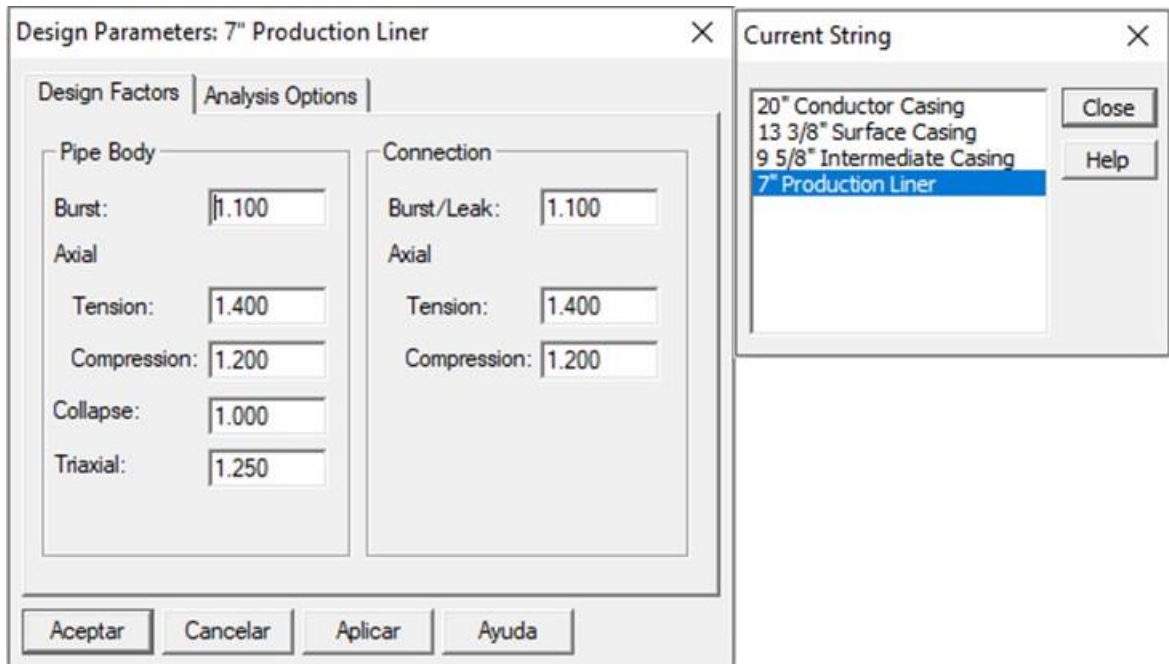 Design Parameters: 7" Production Liner
Design Factors
Analysis Options
Pipe Body
Burst: 1.100
Axial
Tension: 1.400
Compression: 1.200
Collapse: 1.000
Triaxial: 1.250
Connection
Burst/Leak: 1.100
Axial
Tension: 1.400
Compression: 1.200
Aceptar
Cancelar
Aplicar
Ayuda
Current String
20" Conductor Casing
13 3/8" Surface Casing
9 5/8" Intermediate Casing
7" Production Liner
Close
Help